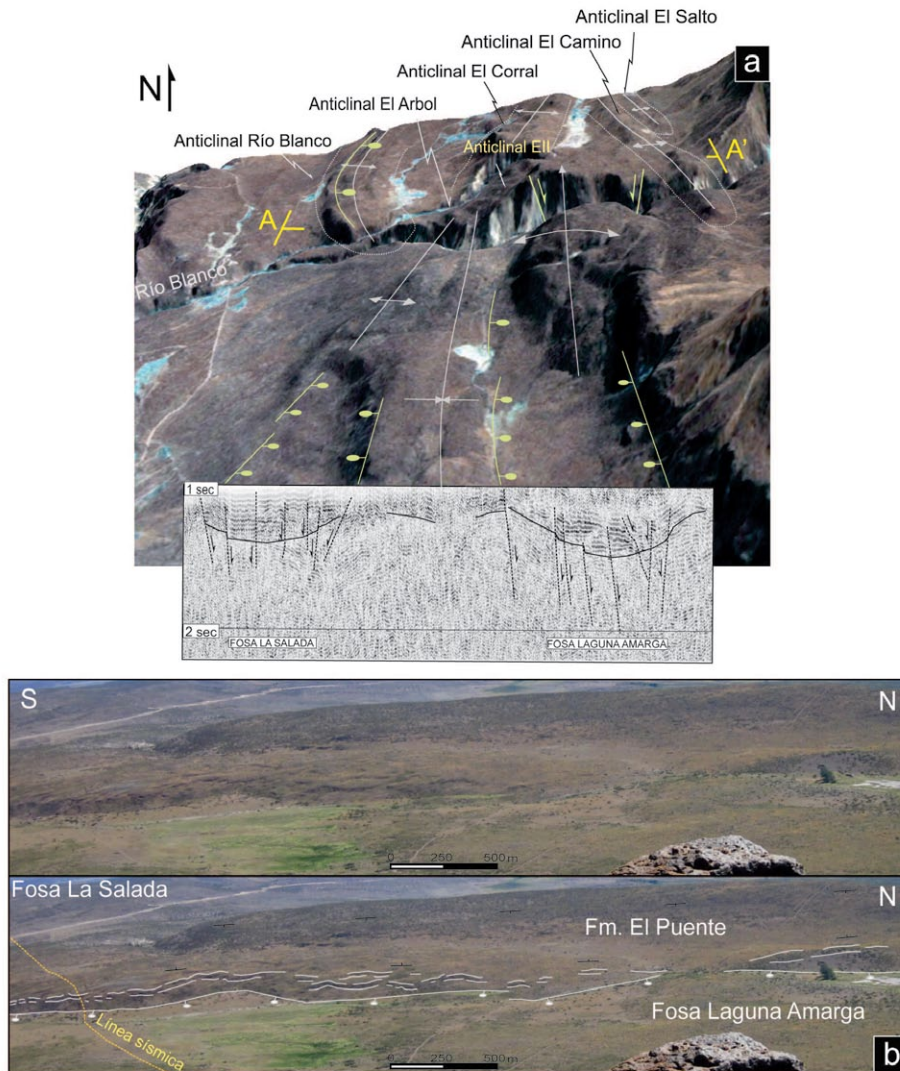 Anticlinal El Salto
Anticlinal El Camino
a
Anticlinal El Corral
N
Anticlinal El Arbol
Anticlinal Río Blanco
Anticlinal EII
A'
A
Río Blanco
1 sec
2 sec
FOSA LA SALADA
FOSA LAGUNA AMARGA
S
N
0 250 500 m
Fosa La Salada
N
Fm. El Puente
Línea sísmica
Fosa Laguna Amarga
0 250 500 m
b